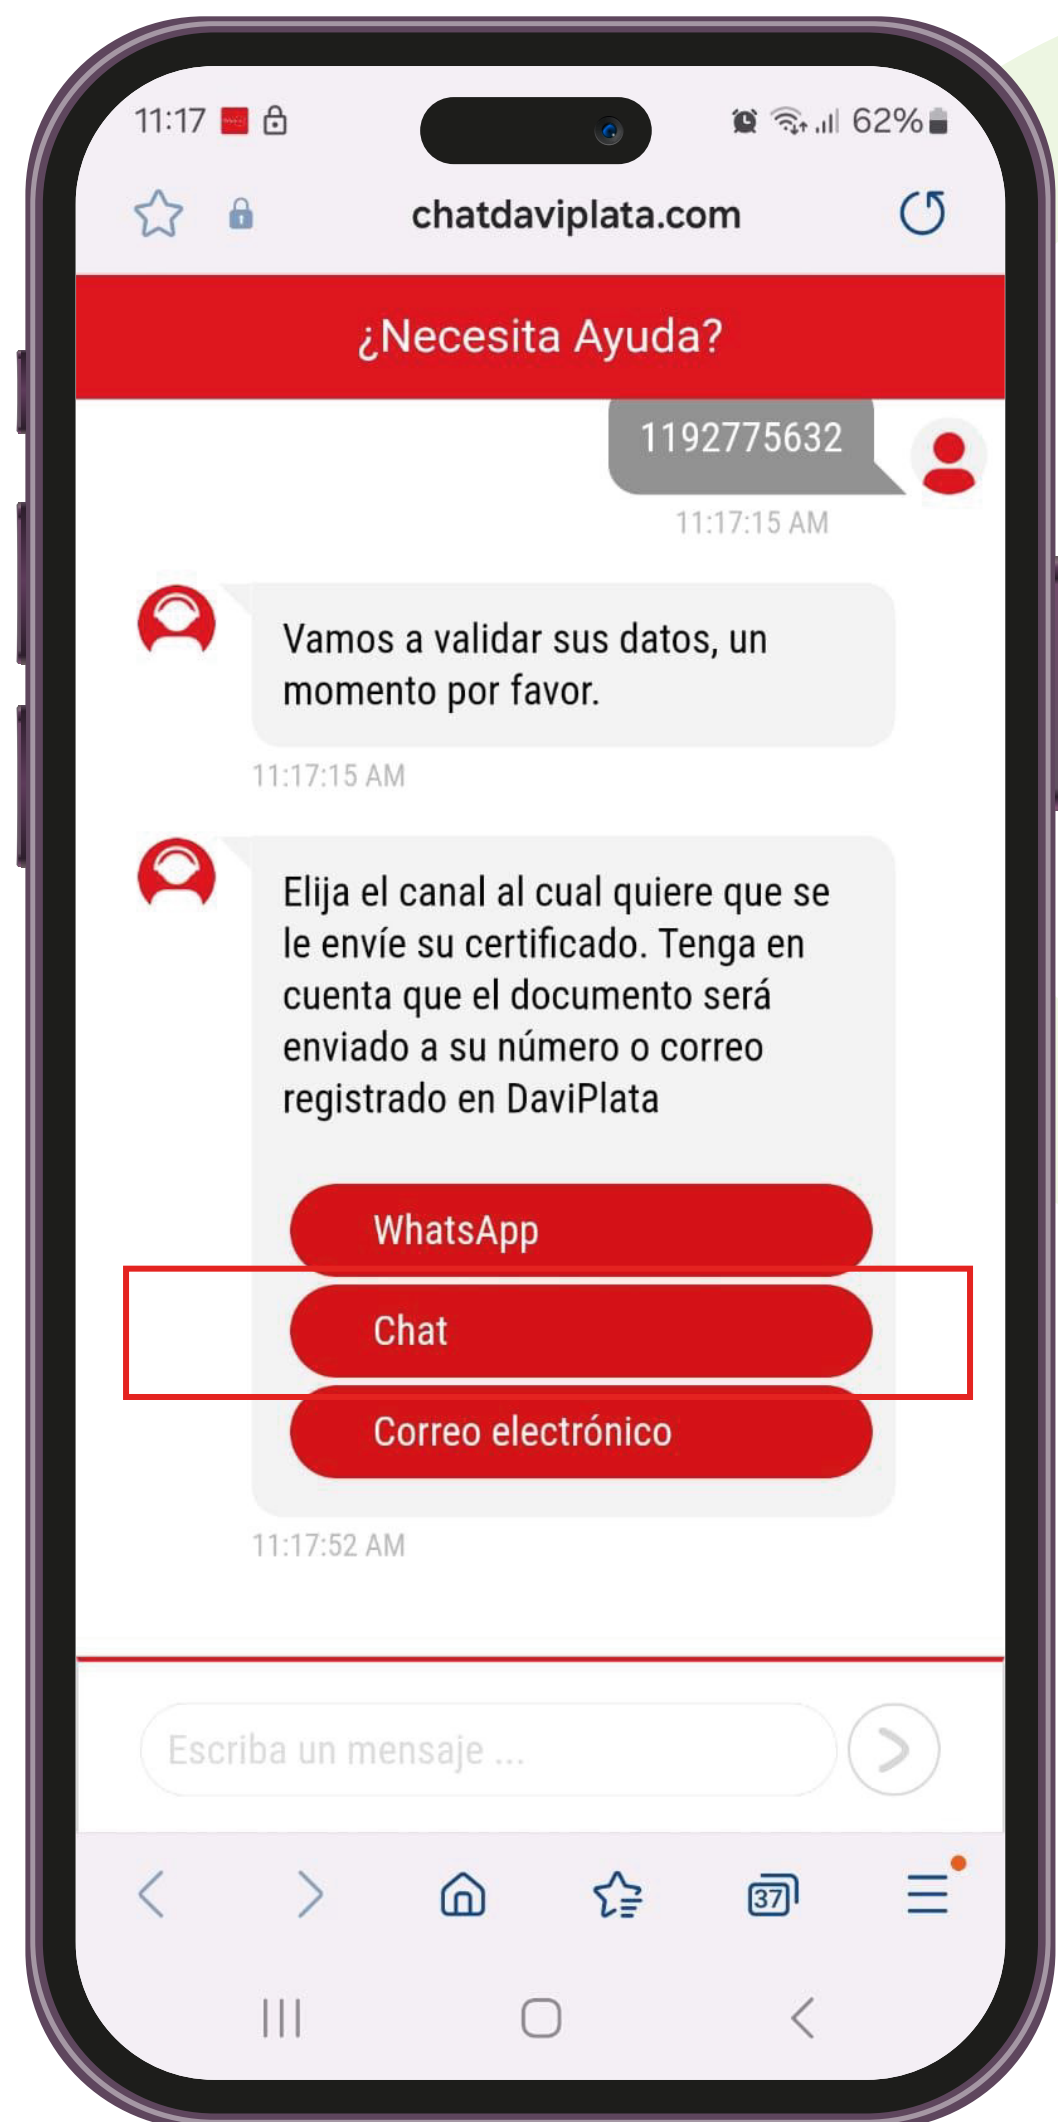 11:17
62%
chatdaviplata.com
¿Necesita Ayuda?
1192775632
11:17:15 AM
Vamos a validar sus datos, un
momento por favor.
11:17:15 AM
Elija el canal al cual quiere que se
le envíe su certificado. Tenga en
cuenta que el documento será
enviado a su número o correo
registrado en DaviPlata
WhatsApp
Chat
Correo electrónico
11:17:52 AM
Escriba un mensaje ...
37